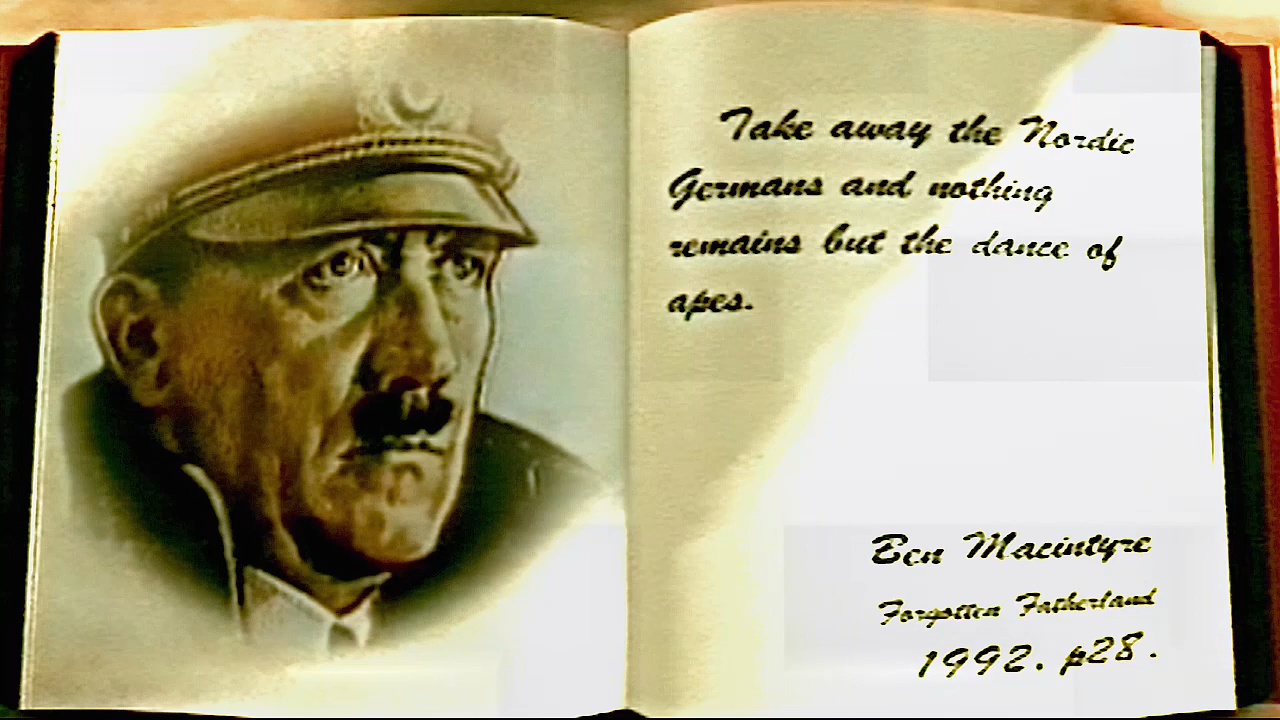 Take away the Nordic
Germans and nothing
remains but the dance of
apes.
Ben Macintyre
Forgotten Fatherland
1992. p28.